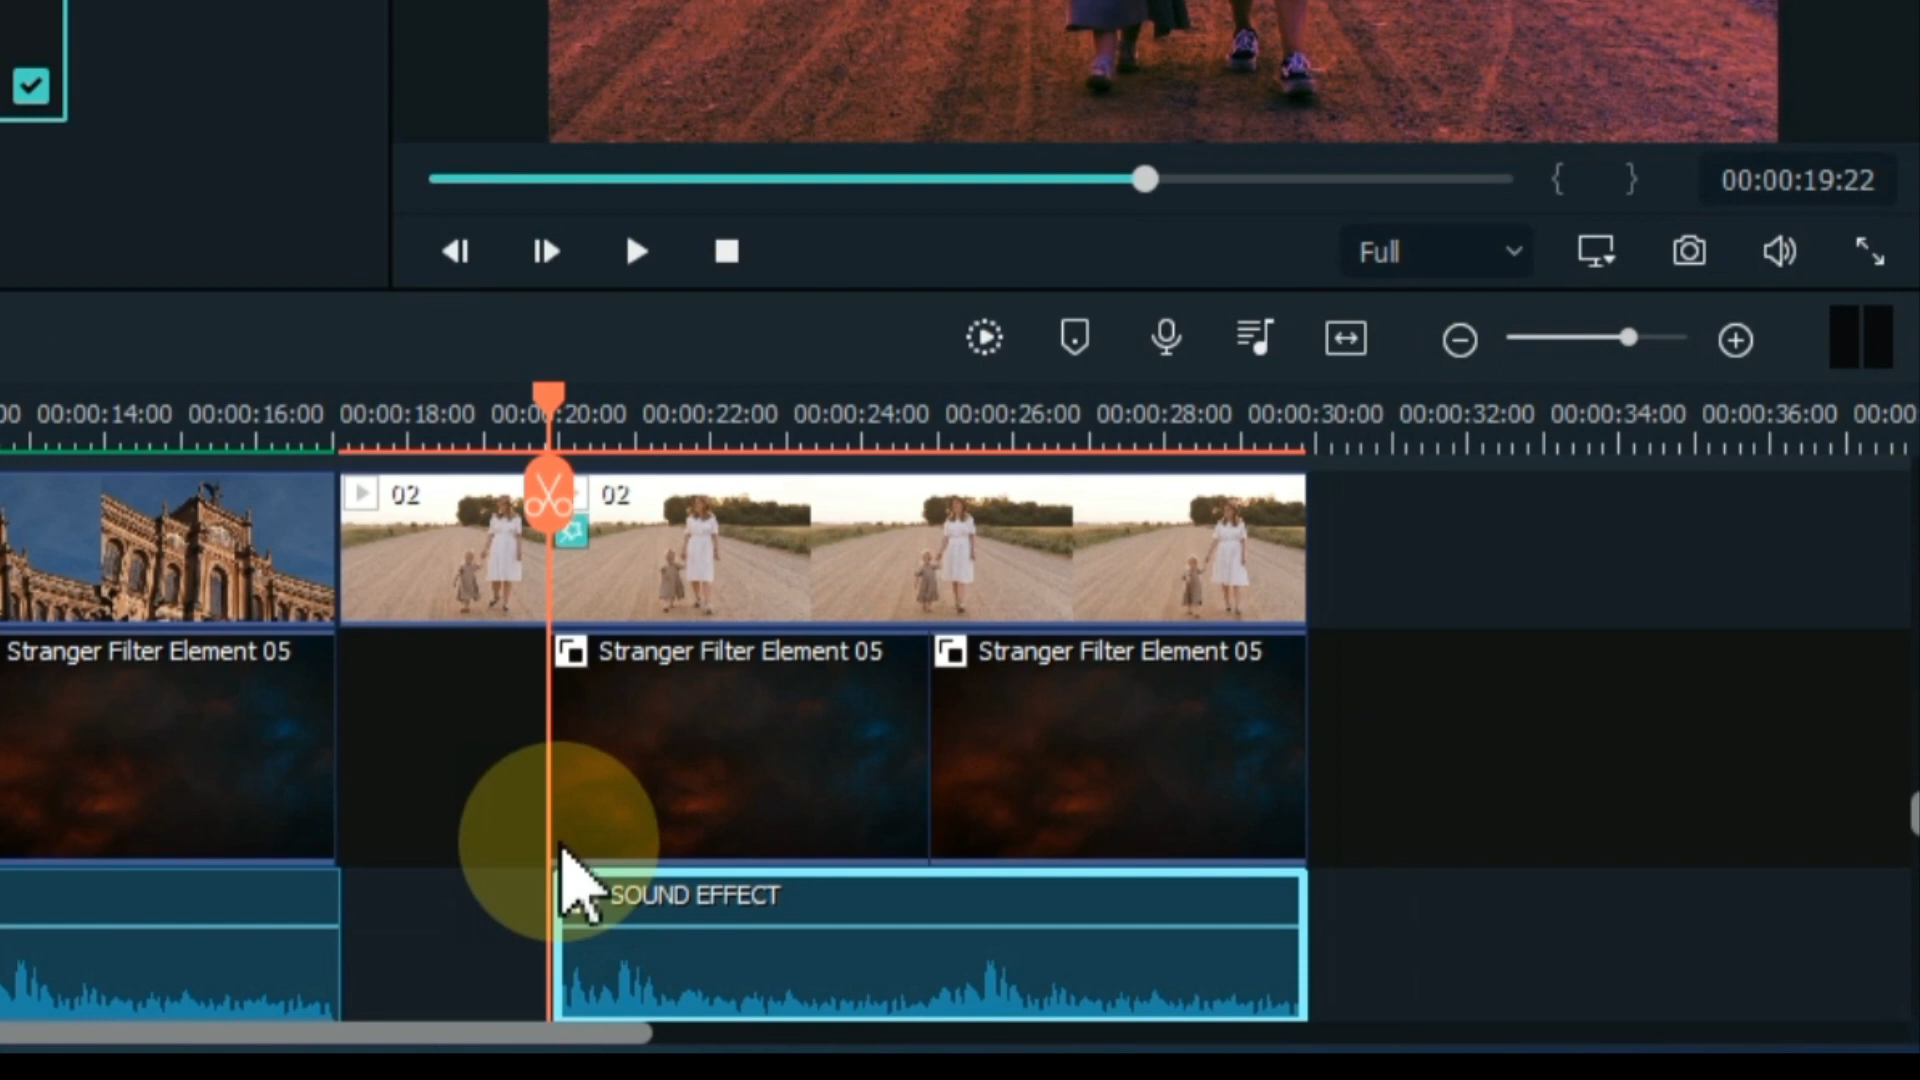 { } 00:00:19:22
Full
00 00:00:14:00 00:00:16:00 00:00:18:00 00:00:20:00 00:00:22:00 00:00:24:00 00:00:26:00 00:00:28:00 00:00:30:00 00:00:32:00 00:00:34:00 00:00:36:00 00:00
02 02
Stranger Filter Element 05 Stranger Filter Element 05 Stranger Filter Element 05
SOUND EFFECT